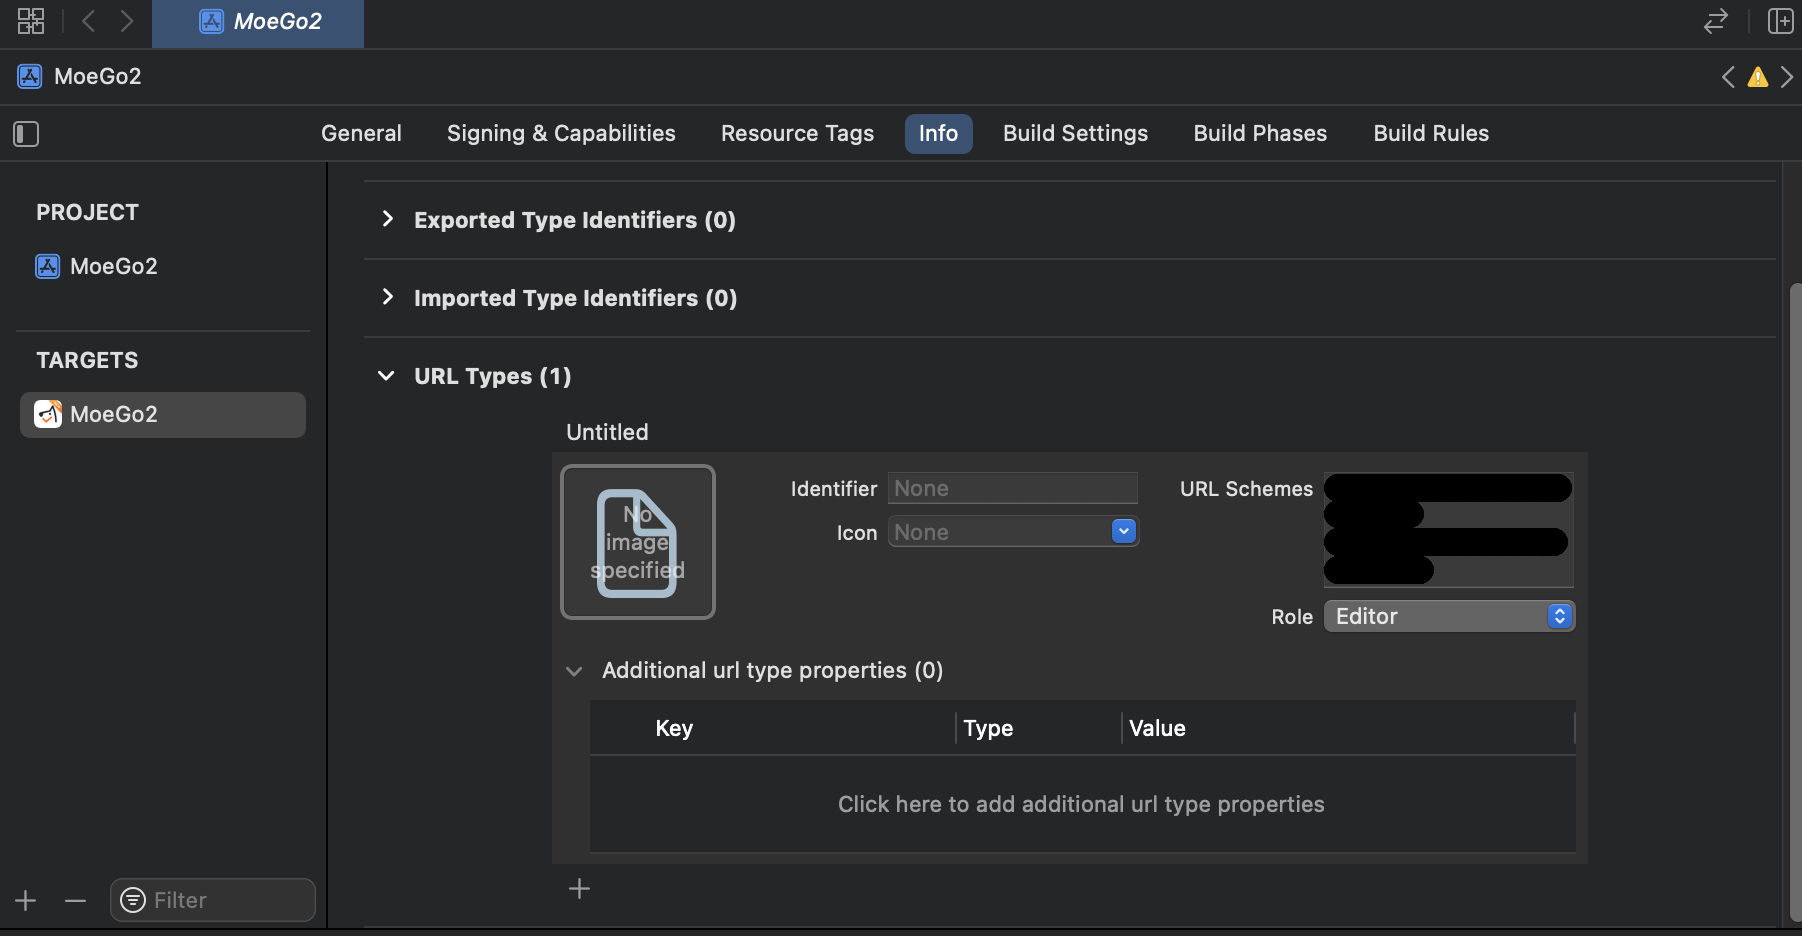 MoeGo2
MoeGo2
General Signing & Capabilities Resource Tags Info Build Settings Build Phases Build Rules
PROJECT
MoeGo2
TARGETS
MoeGo2
Filter
Exported Type Identifiers (0)
Imported Type Identifiers (0)
URL Types (1)
Untitled
No
image
specified
Identifier None
Icon None
URL Schemes
Role Editor
Additional url type properties (0)
Key Type Value
Click here to add additional url type properties